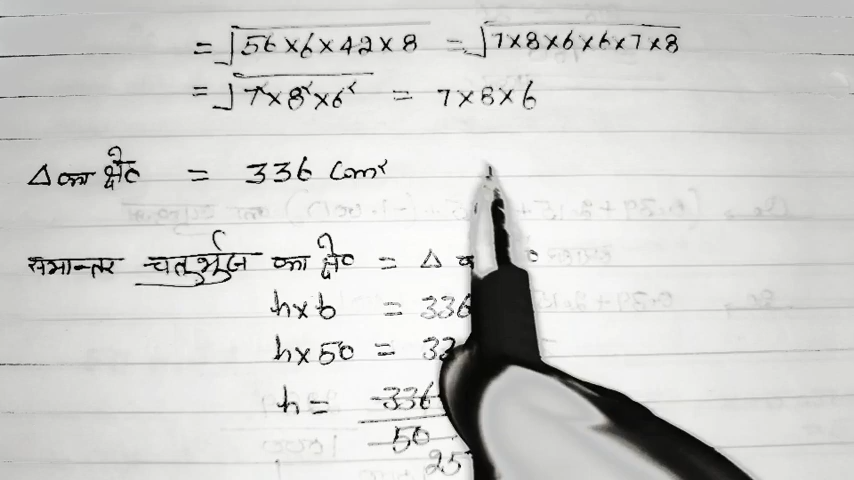 = √56×6×42×8 = √7×8×6×6×7×8
= √7²×8²×6² = 7×8×6
Δ का क्षे० = 336 Cm²
समान्तर चतुर्भुज का क्षे० = Δ
h×b = 336
h×50 = 33
h = 336
50
25